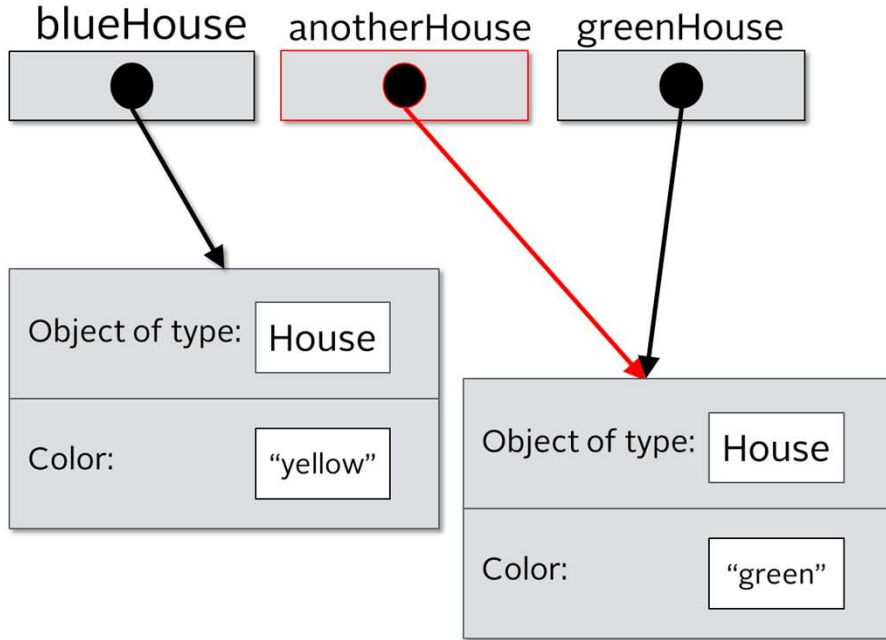 blueHouse anotherHouse greenHouse
Object of type: House
Color: “yellow”
Object of type: House
Color: “green”